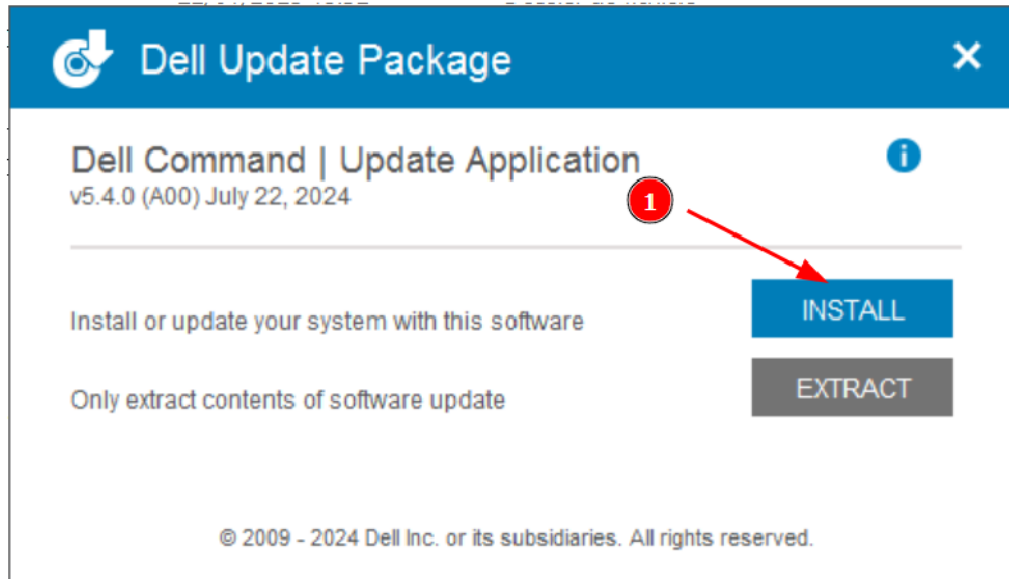 Dell Update Package
Dell Command | Update Application
v5.4.0 (A00) July 22, 2024
1
Install or update your system with this software
INSTALL
Only extract contents of software update
EXTRACT
© 2009 - 2024 Dell Inc. or its subsidiaries. All rights reserved.